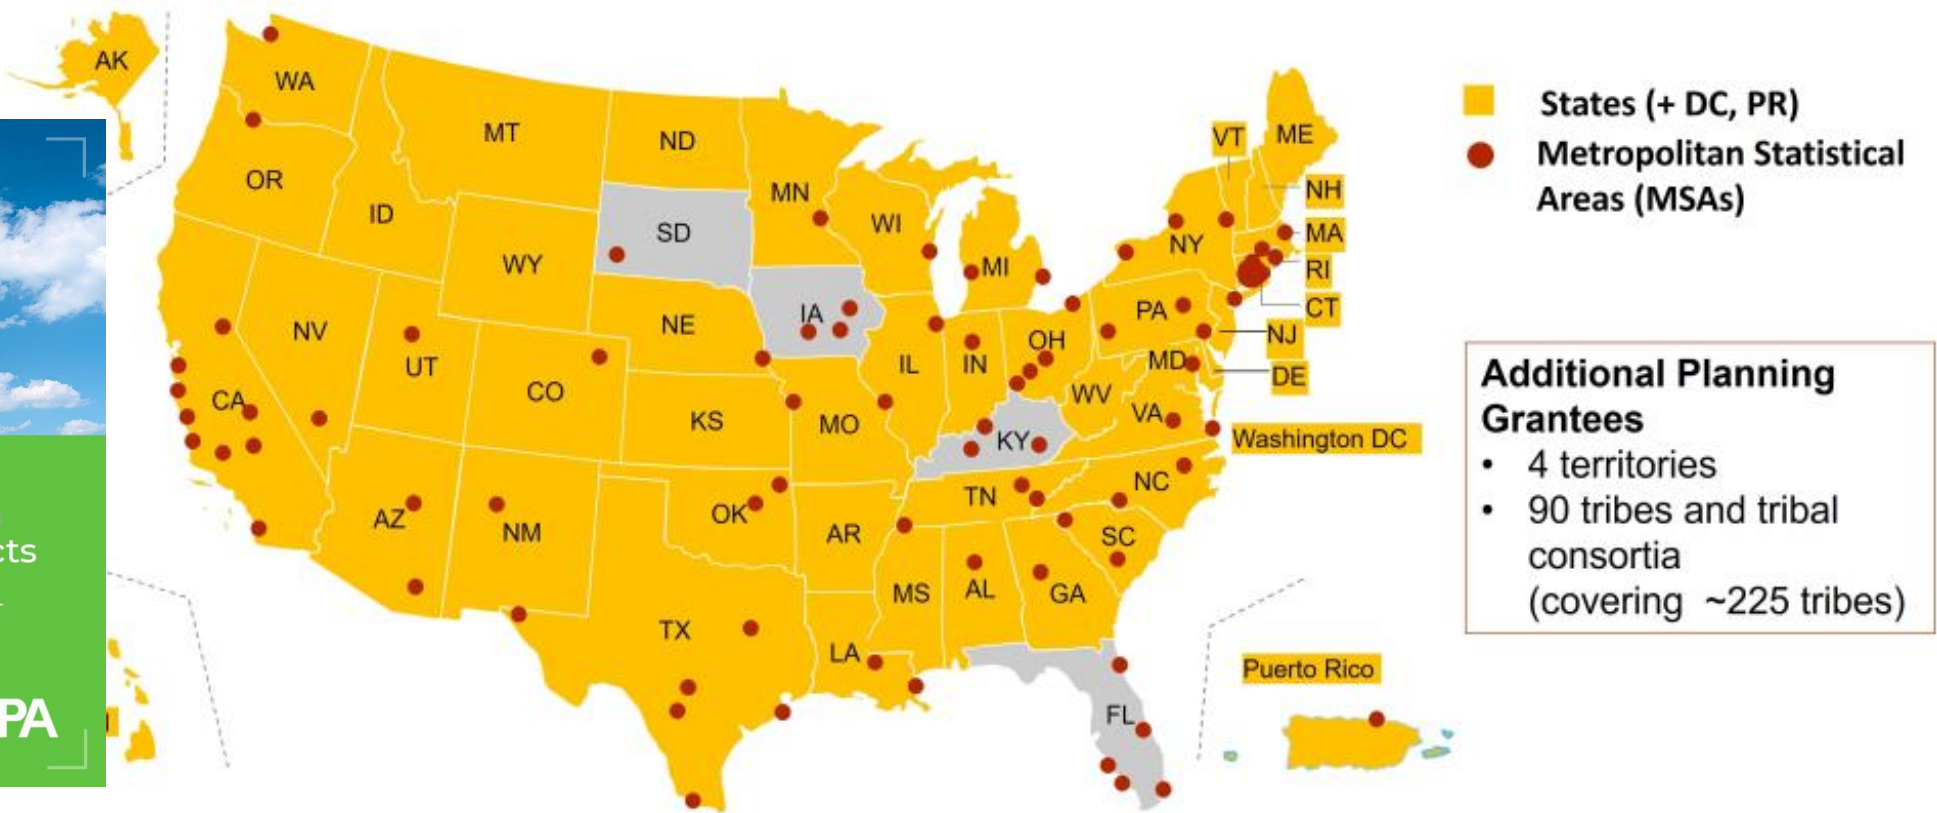 AK
WA
MT
ND
VT
ME
OR
MN
NH
ID
SD
WI
MA
NY
WY
MI
RI
IA
PA
CT
NV
NE
OH
NJ
UT
IL
IN
MD
DE
CO
WV
CA
KS
MO
VA
KY
Washington DC
NC
TN
AZ
OK
NM
AR
SC
MS
AL
GA
TX
LA
FL
Puerto Rico
States (+ DC, PR)
Metropolitan Statistical
Areas (MSAs)
Additional Planning
Grantees
• 4 territories
• 90 tribes and tribal
consortia
(covering ~225 tribes)
cts
PA